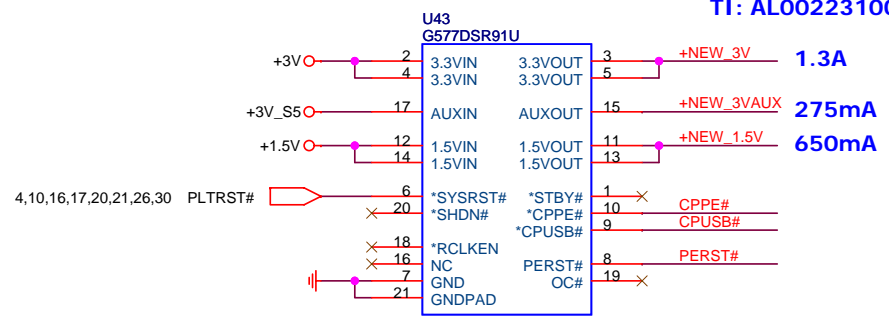 TI: AL00223100
U43
G577DSR91U
+3V 2 3.3VIN 3.3VOUT 3 +NEW_3V 1.3A
4 3.3VIN 3.3VOUT 5
+3V_S5 17 AUXIN AUXOUT 15 +NEW_3VAUX 275mA
+1.5V 12 1.5VIN 1.5VOUT 11 +NEW_1.5V 650mA
14 1.5VIN 1.5VOUT 13
4,10,16,17,20,21,26,30 PLTRST# 6 *SYSRST# *STBY# 1
20 *SHDN# *CPPE# 10 CPPE#
*CPUSB# 9 CPUSB#
18 *RCLKEN
16 NC PERST# 8 PERST#
7 GND OC# 19
21 GNDPAD